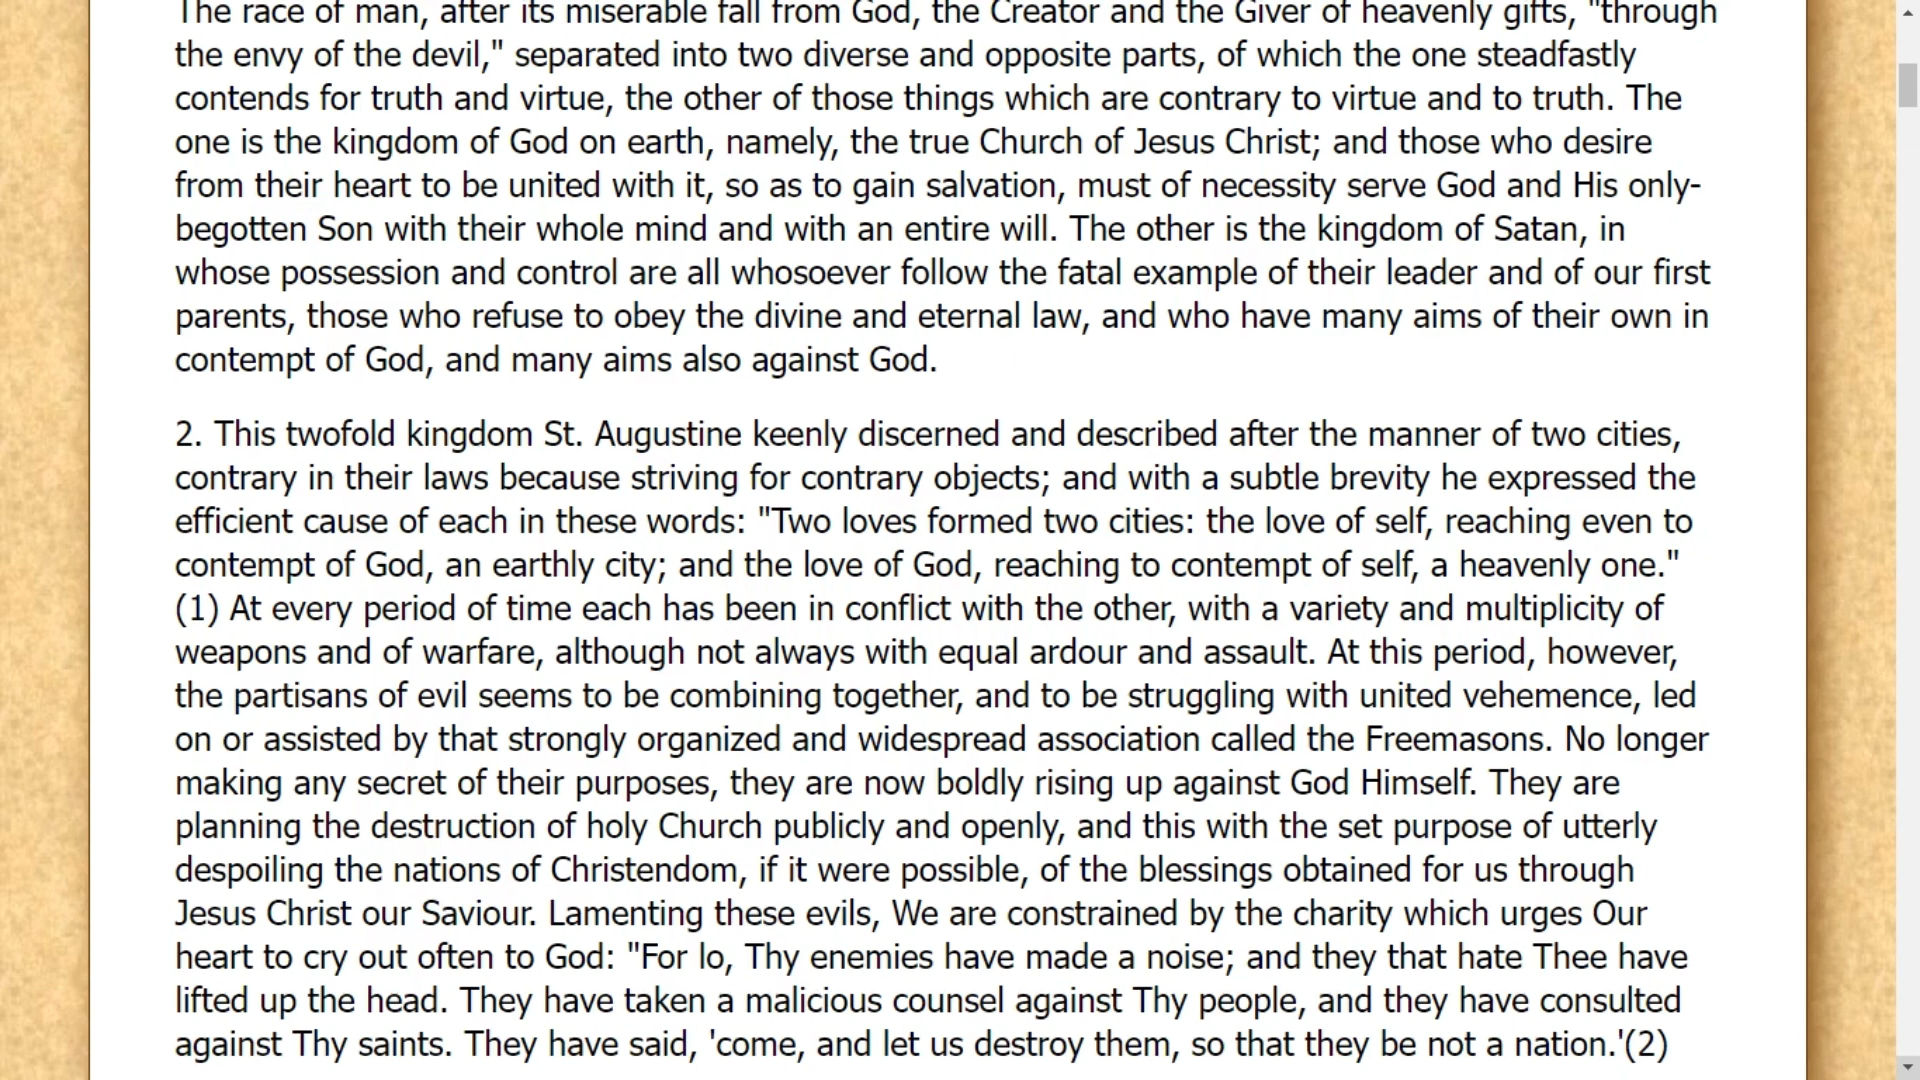 The race of man, after its miserable fall from God, the Creator and the Giver of heavenly gifts, "through
the envy of the devil," separated into two diverse and opposite parts, of which the one steadfastly
contends for truth and virtue, the other of those things which are contrary to virtue and to truth. The
one is the kingdom of God on earth, namely, the true Church of Jesus Christ; and those who desire
from their heart to be united with it, so as to gain salvation, must of necessity serve God and His only-
begotten Son with their whole mind and with an entire will. The other is the kingdom of Satan, in
whose possession and control are all whosoever follow the fatal example of their leader and of our first
parents, those who refuse to obey the divine and eternal law, and who have many aims of their own in
contempt of God, and many aims also against God.
2. This twofold kingdom St. Augustine keenly discerned and described after the manner of two cities,
contrary in their laws because striving for contrary objects; and with a subtle brevity he expressed the
efficient cause of each in these words: "Two loves formed two cities: the love of self, reaching even to
contempt of God, an earthly city; and the love of God, reaching to contempt of self, a heavenly one."
(1) At every period of time each has been in conflict with the other, with a variety and multiplicity of
weapons and of warfare, although not always with equal ardour and assault. At this period, however,
the partisans of evil seems to be combining together, and to be struggling with united vehemence, led
on or assisted by that strongly organized and widespread association called the Freemasons. No longer
making any secret of their purposes, they are now boldly rising up against God Himself. They are
planning the destruction of holy Church publicly and openly, and this with the set purpose of utterly
despoiling the nations of Christendom, if it were possible, of the blessings obtained for us through
Jesus Christ our Saviour. Lamenting these evils, We are constrained by the charity which urges Our
heart to cry out often to God: "For lo, Thy enemies have made a noise; and they that hate Thee have
lifted up the head. They have taken a malicious counsel against Thy people, and they have consulted
against Thy saints. They have said, 'come, and let us destroy them, so that they be not a nation.'(2)